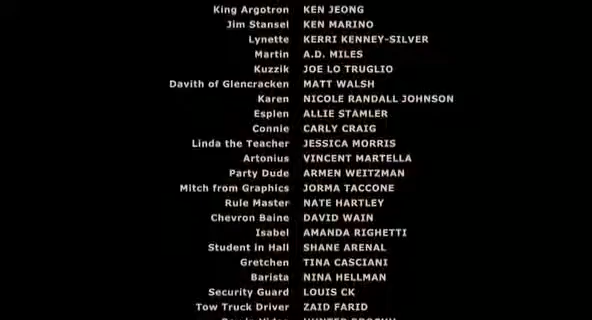 King Argotron KEN JEONG
Jim Stansel KEN MARINO
Lynette KERRI KENNEY-SILVER
Martin A.D. MILES
Kuzzik JOE LO TRUGLIO
Davith of Glencracken MATT WALSH
Karen NICOLE RANDALL JOHNSON
Esplen ALLIE STAMLER
Connie CARLY CRAIG
Linda the Teacher JESSICA MORRIS
Artonius VINCENT MARTELLA
Party Dude ARMEN WEITZMAN
Mitch from Graphics JORMA TACCONE
Rule Master NATE HARTLEY
Chevron Baine DAVID WAIN
Isabel AMANDA RIGHETTI
Student in Hall SHANE ARENAL
Gretchen TINA CASCIANI
Barista NINA HELLMAN
Security Guard LOUIS CK
Tow Truck Driver ZAID FARID